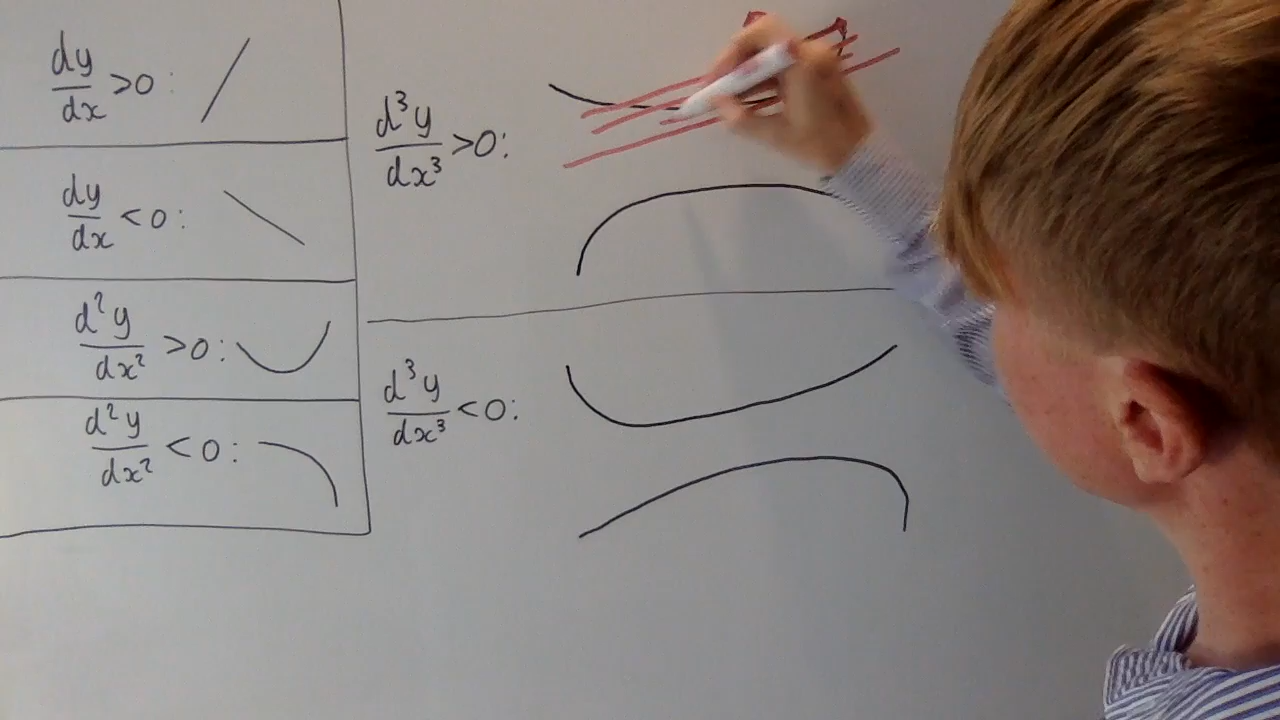 dy/dx >0 :
dy/dx < 0 :
d²y/dx² >0 :
d²y/dx² < 0 :
d³y/dx³ >0:
d³y/dx³ < 0: